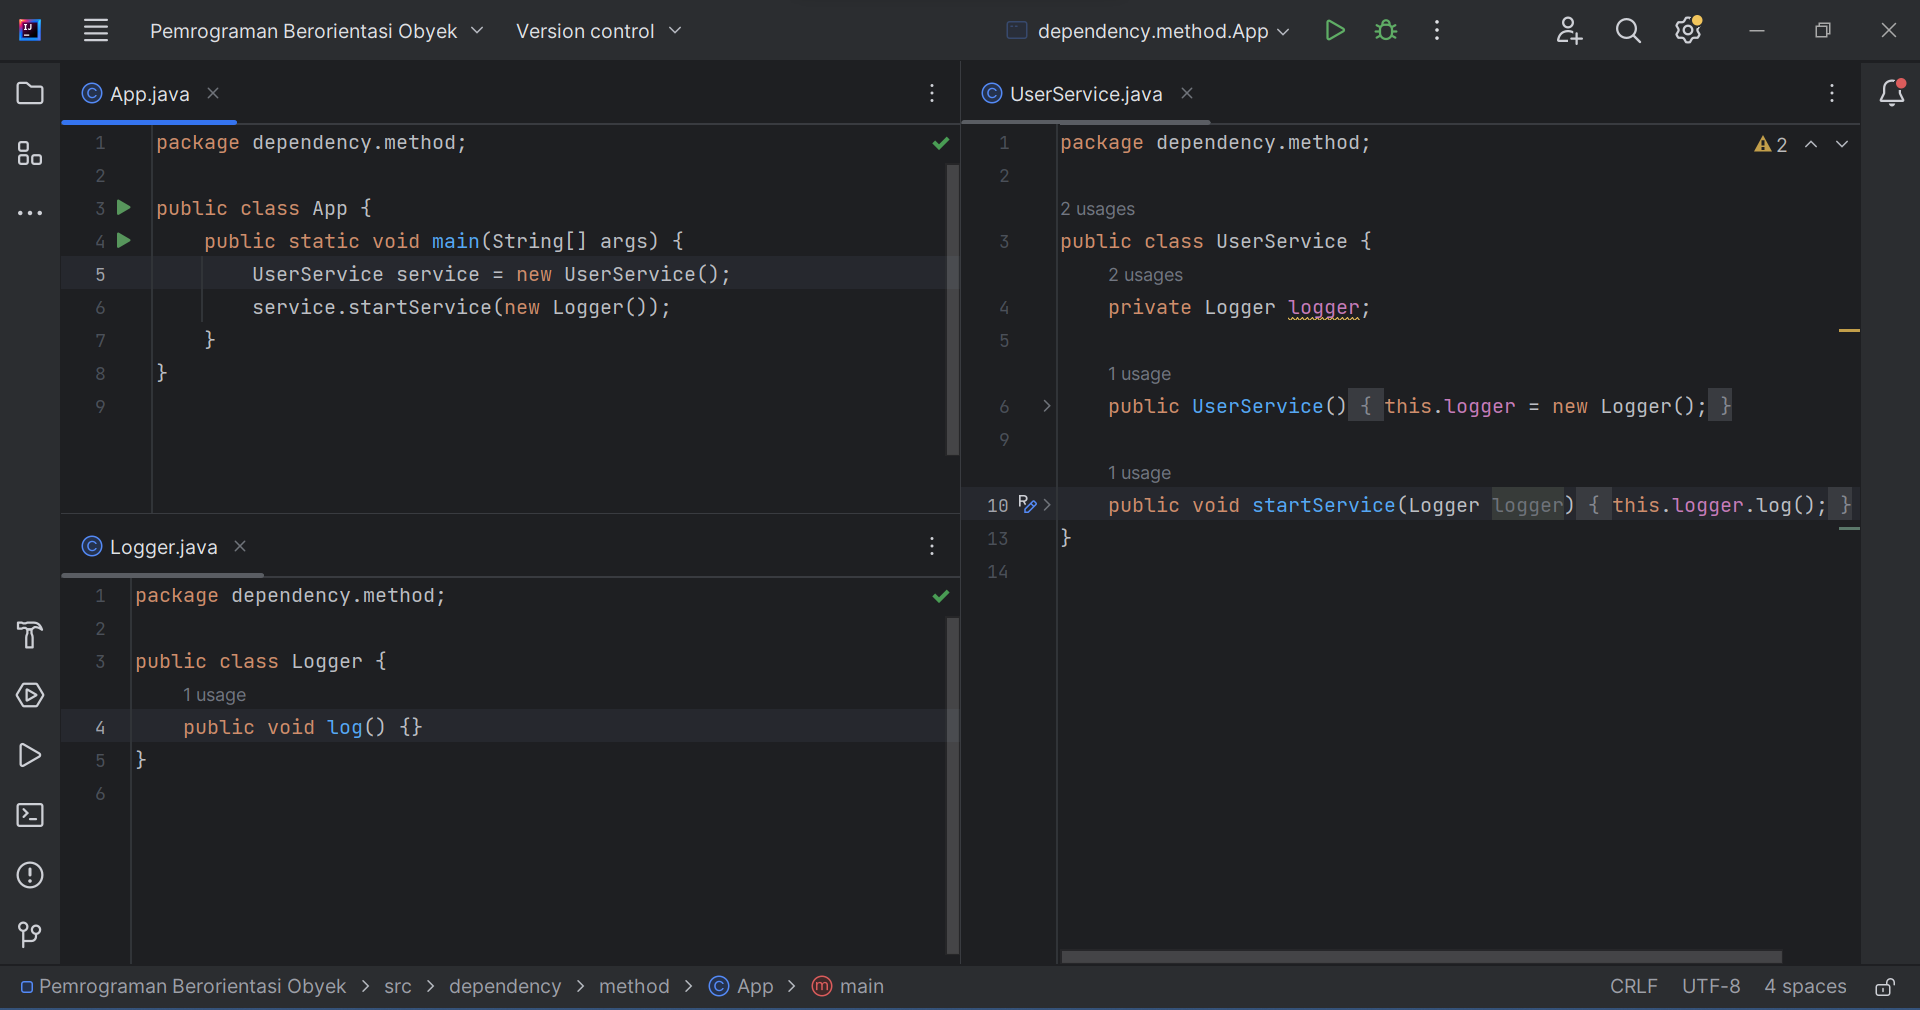 Pemrograman Berorientasi Obyek Version control dependency.method.App
App.java
1 package dependency.method;
2
3 public class App {
4 public static void main(String[] args) {
5 UserService service = new UserService();
6 service.startService(new Logger());
7 }
8 }
9
Logger.java
1 package dependency.method;
2
3 public class Logger {
1 usage
4 public void log() {}
5 }
6
UserService.java
2
1 package dependency.method;
2
2 usages
3 public class UserService {
2 usages
4 private Logger logger;
5
1 usage
6 public UserService() { this.logger = new Logger(); }
9
1 usage
10 public void startService(Logger logger) { this.logger.log(); }
13 }
14
Pemrograman Berorientasi Obyek > src > dependency > method > App > main CRLF UTF-8 4 spaces